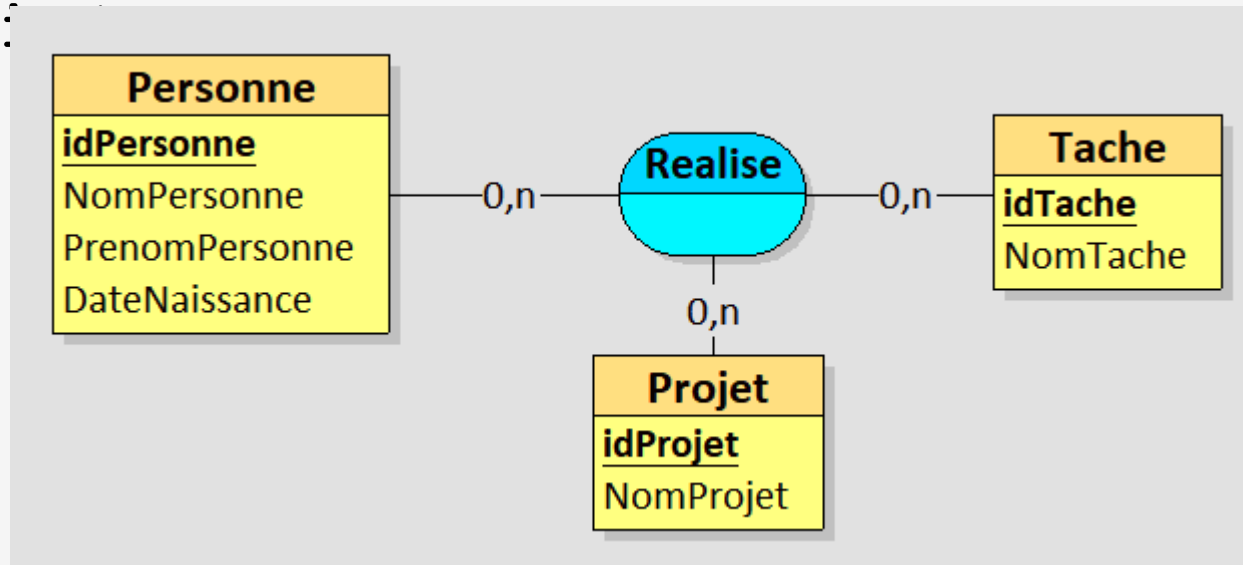 Personne
idPersonne
NomPersonne
PrenomPersonne
DateNaissance
0,n
Realise
0,n
Tache
idTache
NomTache
0,n
Projet
idProjet
NomProjet